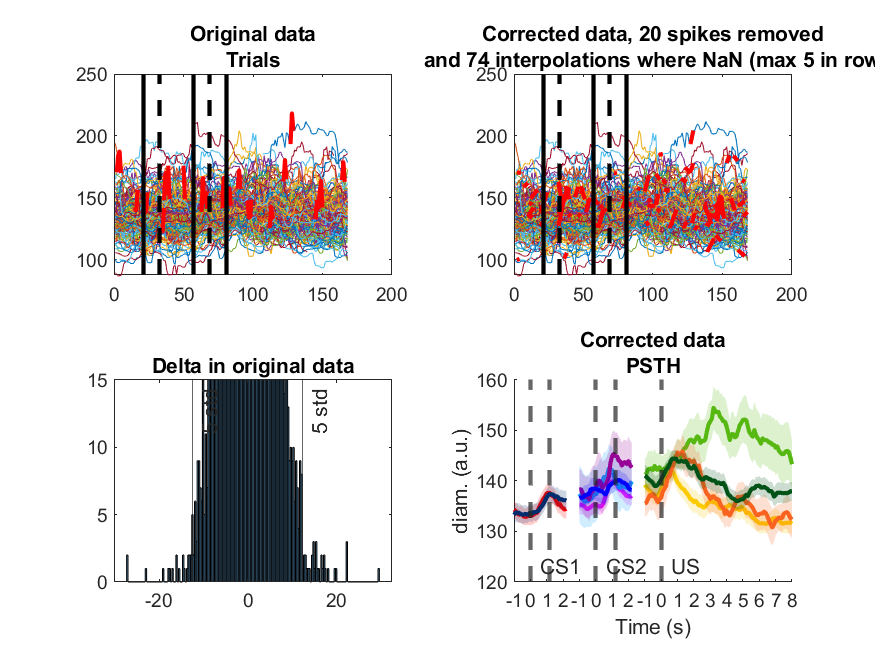 Original data
Trials
250
200
150
100
0
50
100
150
200
Corrected data, 20 spikes removed
and 74 interpolations where NaN (max 5 in row
250
200
150
100
0
50
100
150
200
Delta in original data
15
10
5
0
-20
0
20
5 std
Corrected data
PSTH
160
150
140
130
120
diam. (a.u.)
CS1
CS2
US
-1 0 1 2 -1 0 1 2 -1 0 1 2 3 4 5 6 7 8
Time (s)